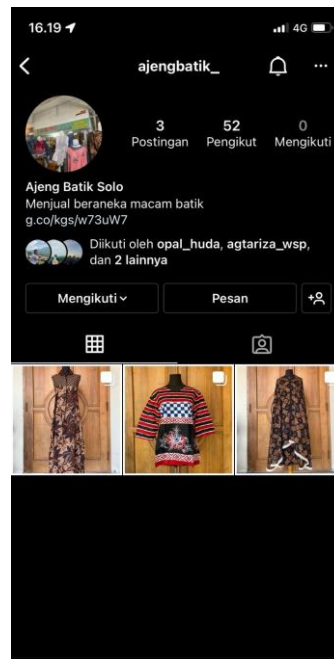 16.19
4G
ajengbatik_
3 52 0
Postingan Pengikut Mengikuti
Ajeng Batik Solo
Menjual beraneka macam batik
g.co/kgs/w73uW7
Diikuti oleh opal_huda, agtariza_wsp,
dan 2 lainnya
Mengikuti Pesan